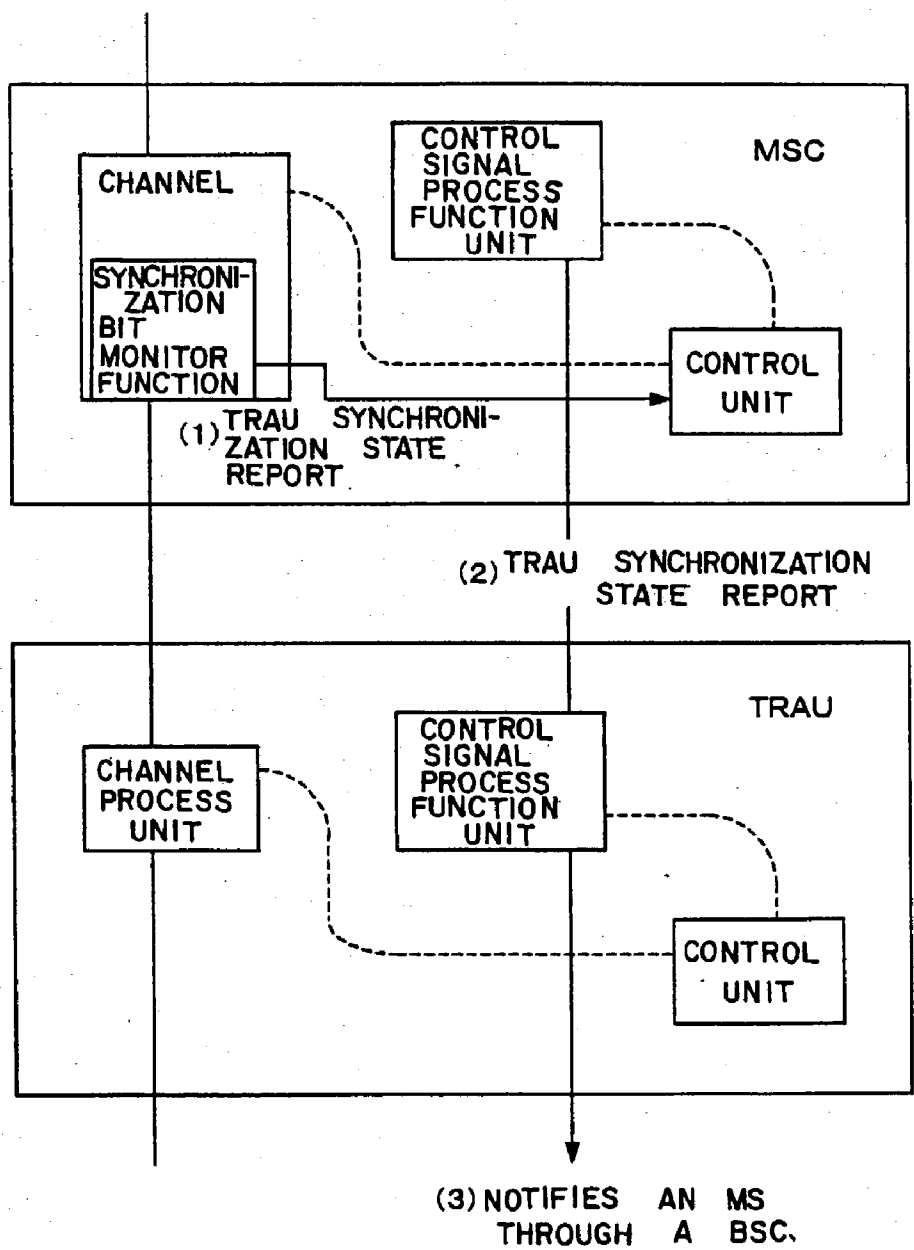 MSC
CHANNEL
SYNCHRONI-
ZATION
BIT
MONITOR
FUNCTION
CONTROL
SIGNAL
PROCESS
FUNCTION
UNIT
CONTROL
UNIT
(1) TRAU SYNCHRONI-
ZATION STATE
REPORT
(2) TRAU SYNCHRONIZATION
STATE REPORT
TRAU
CHANNEL
PROCESS
UNIT
CONTROL
SIGNAL
PROCESS
FUNCTION
UNIT
CONTROL
UNIT
(3) NOTIFIES AN MS
THROUGH A BSC.